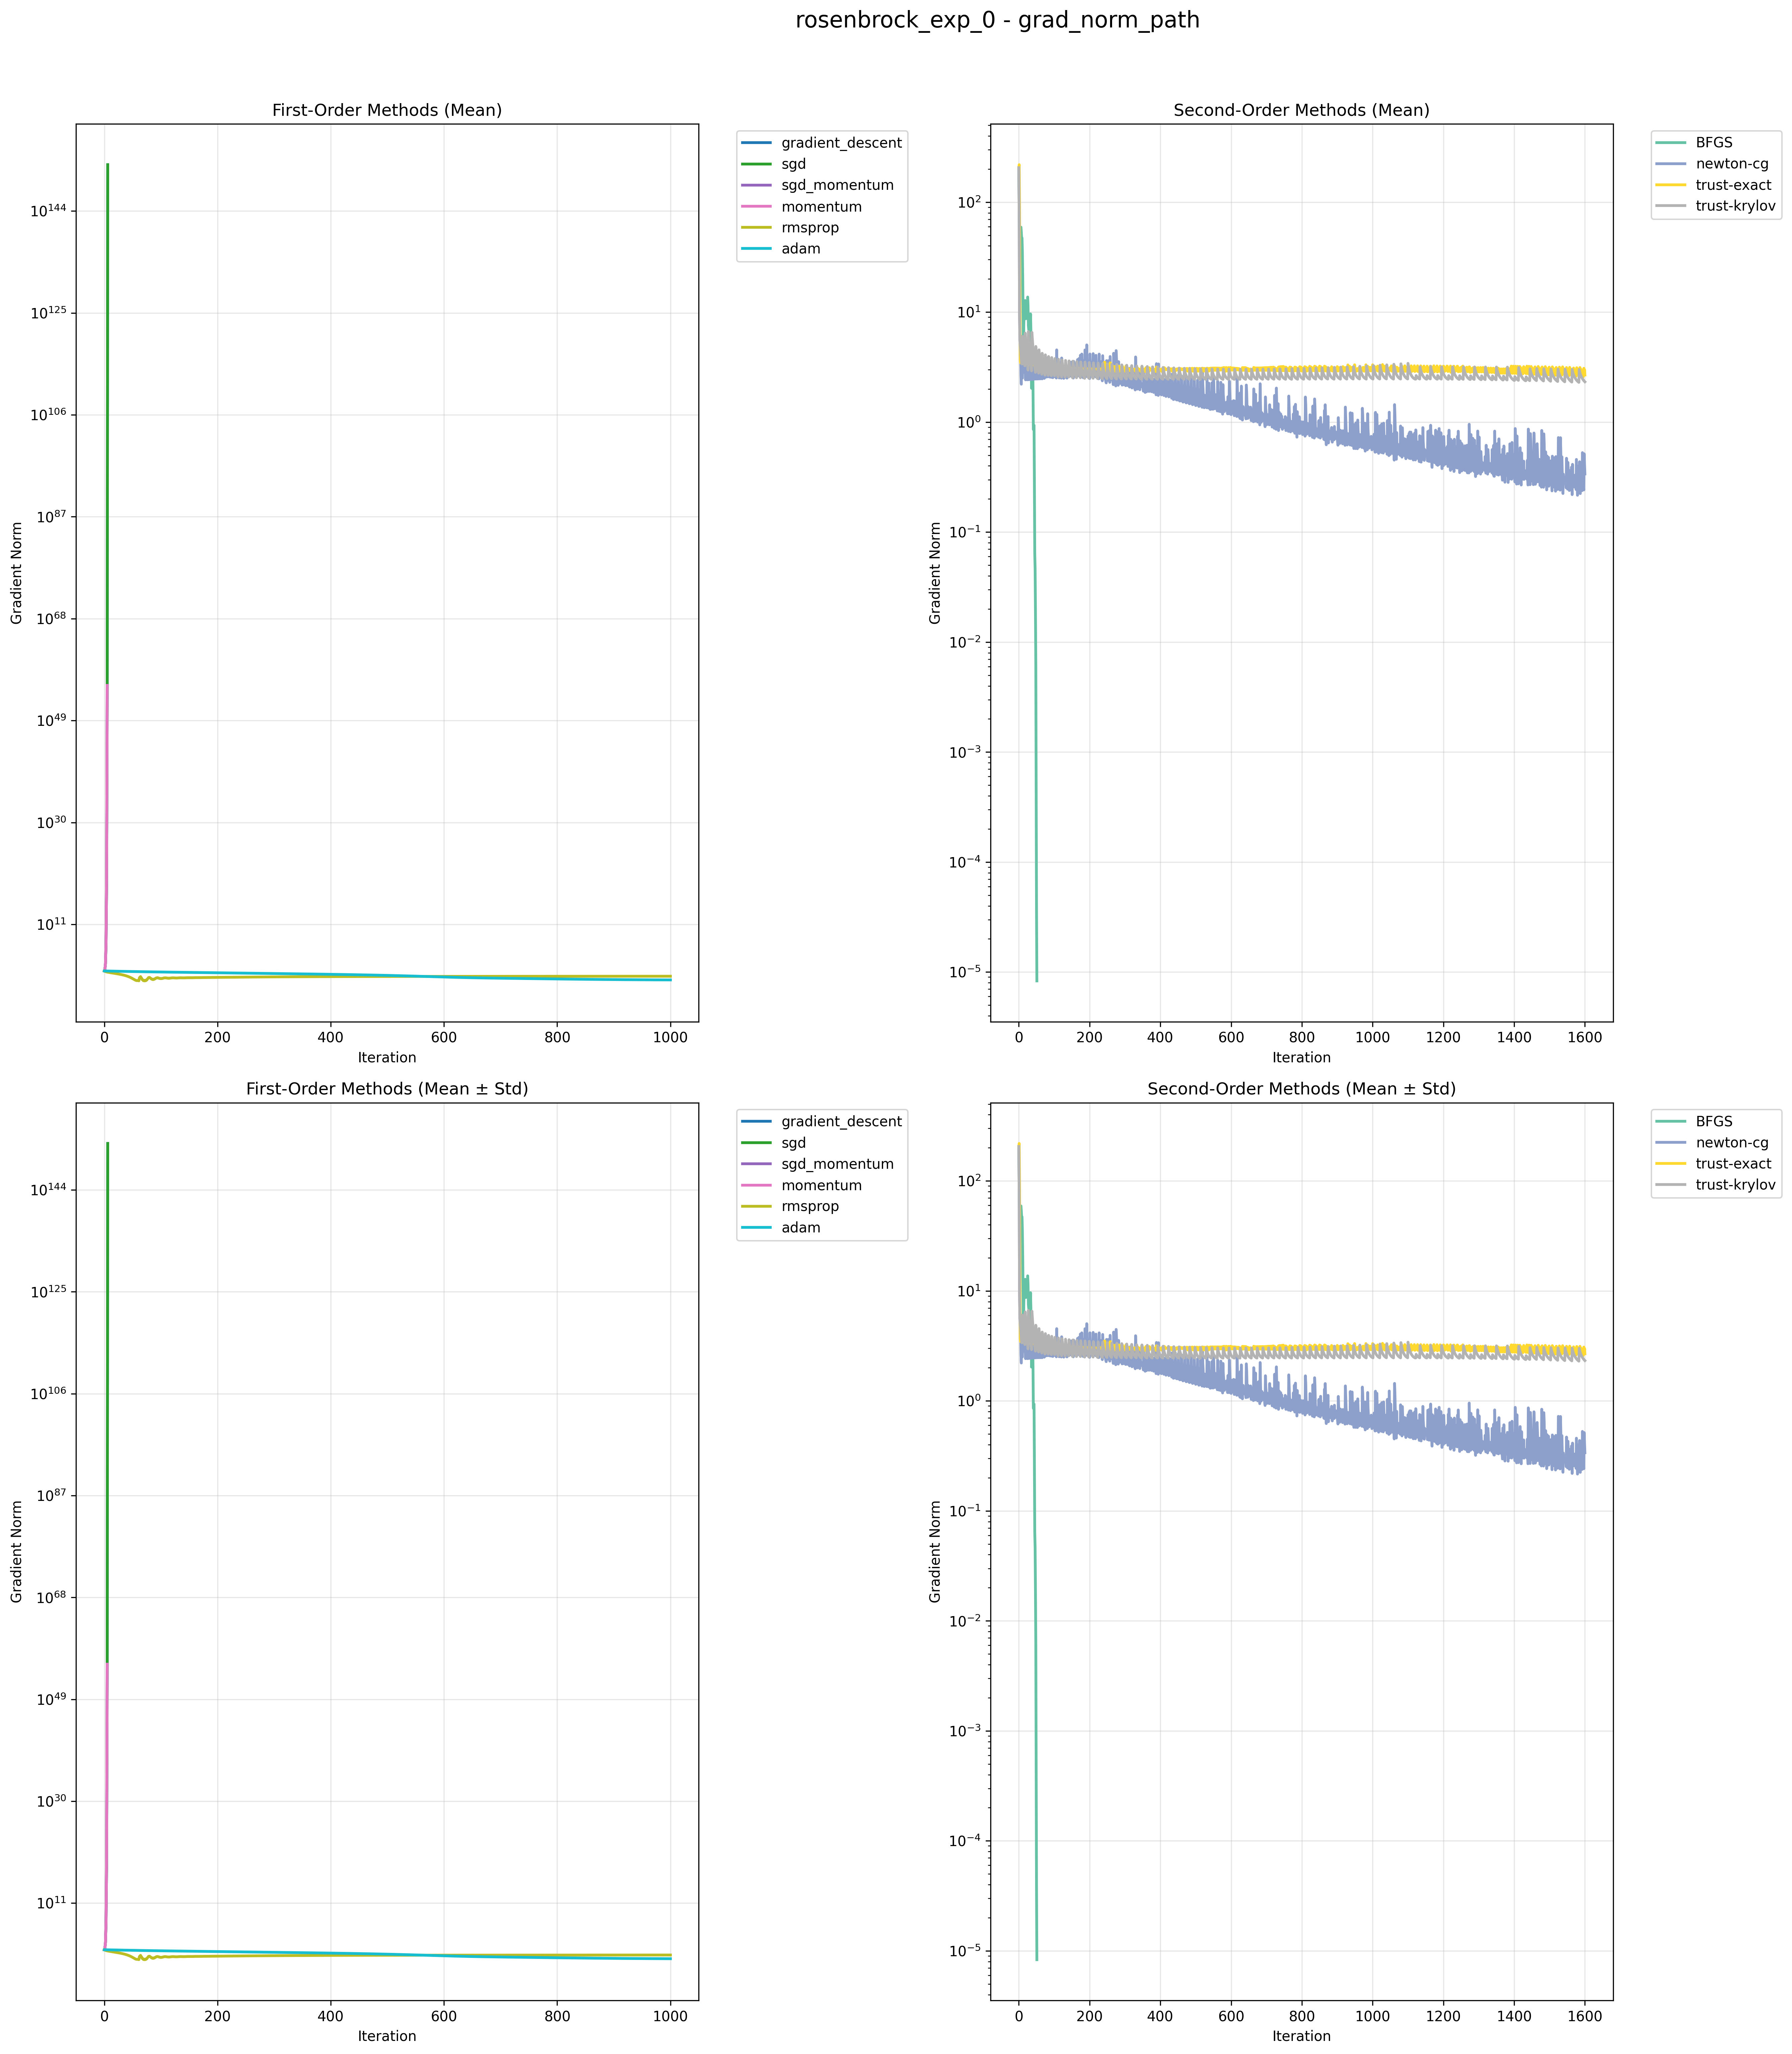 rosenbrock_exp_0 - grad_norm_path
First-Order Methods (Mean)
Gradient Norm
10^144
10^125
10^106
10^87
10^68
10^49
10^30
10^11
0 200 400 600 800 1000
Iteration
gradient_descent
sgd
sgd_momentum
momentum
rmsprop
adam
Second-Order Methods (Mean)
Gradient Norm
10^2
10^1
10^0
10^−1
10^−2
10^−3
10^−4
10^−5
0 200 400 600 800 1000 1200 1400 1600
Iteration
BFGS
newton-cg
trust-exact
trust-krylov
First-Order Methods (Mean ± Std)
Gradient Norm
10^144
10^125
10^106
10^87
10^68
10^49
10^30
10^11
0 200 400 600 800 1000
Iteration
gradient_descent
sgd
sgd_momentum
momentum
rmsprop
adam
Second-Order Methods (Mean ± Std)
Gradient Norm
10^2
10^1
10^0
10^−1
10^−2
10^−3
10^−4
10^−5
0 200 400 600 800 1000 1200 1400 1600
Iteration
BFGS
newton-cg
trust-exact
trust-krylov